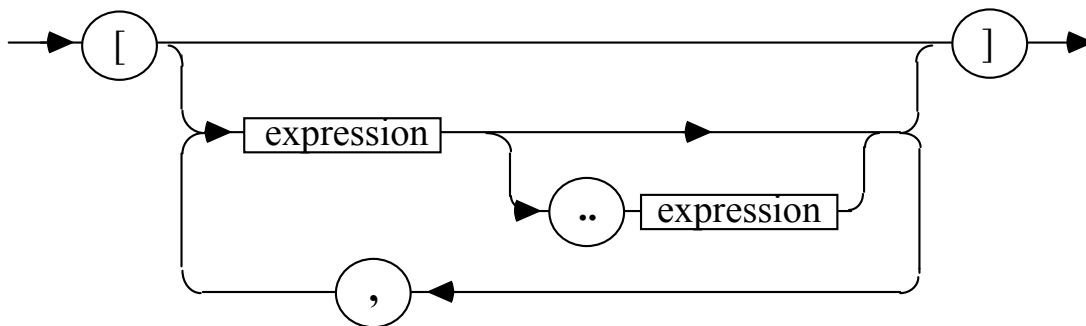 [ ]
expression
.. expression
,